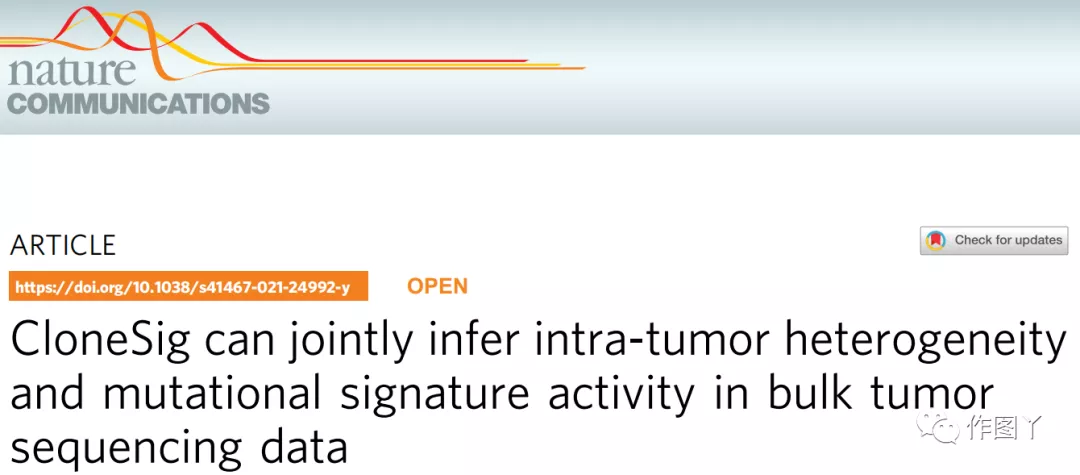 nature
COMMUNICATIONS
ARTICLE
Check for updates
https://doi.org/10.1038/s41467-021-24992-y
OPEN
CloneSig can jointly infer intra-tumor heterogeneity
and mutational signature activity in bulk tumor
sequencing data
作图丫